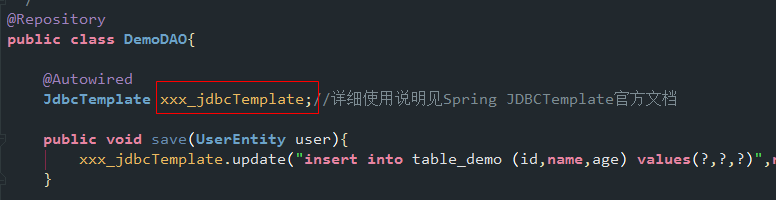 @Repository
public class DemoDAO{
@Autowired
JdbcTemplate xxx_jdbcTemplate;//详细使用说明见Spring JDBCTemplate官方文档
public void save(UserEntity user){
xxx_jdbcTemplate.update("insert into table_demo (id,name,age) values(?,?,?)",
}